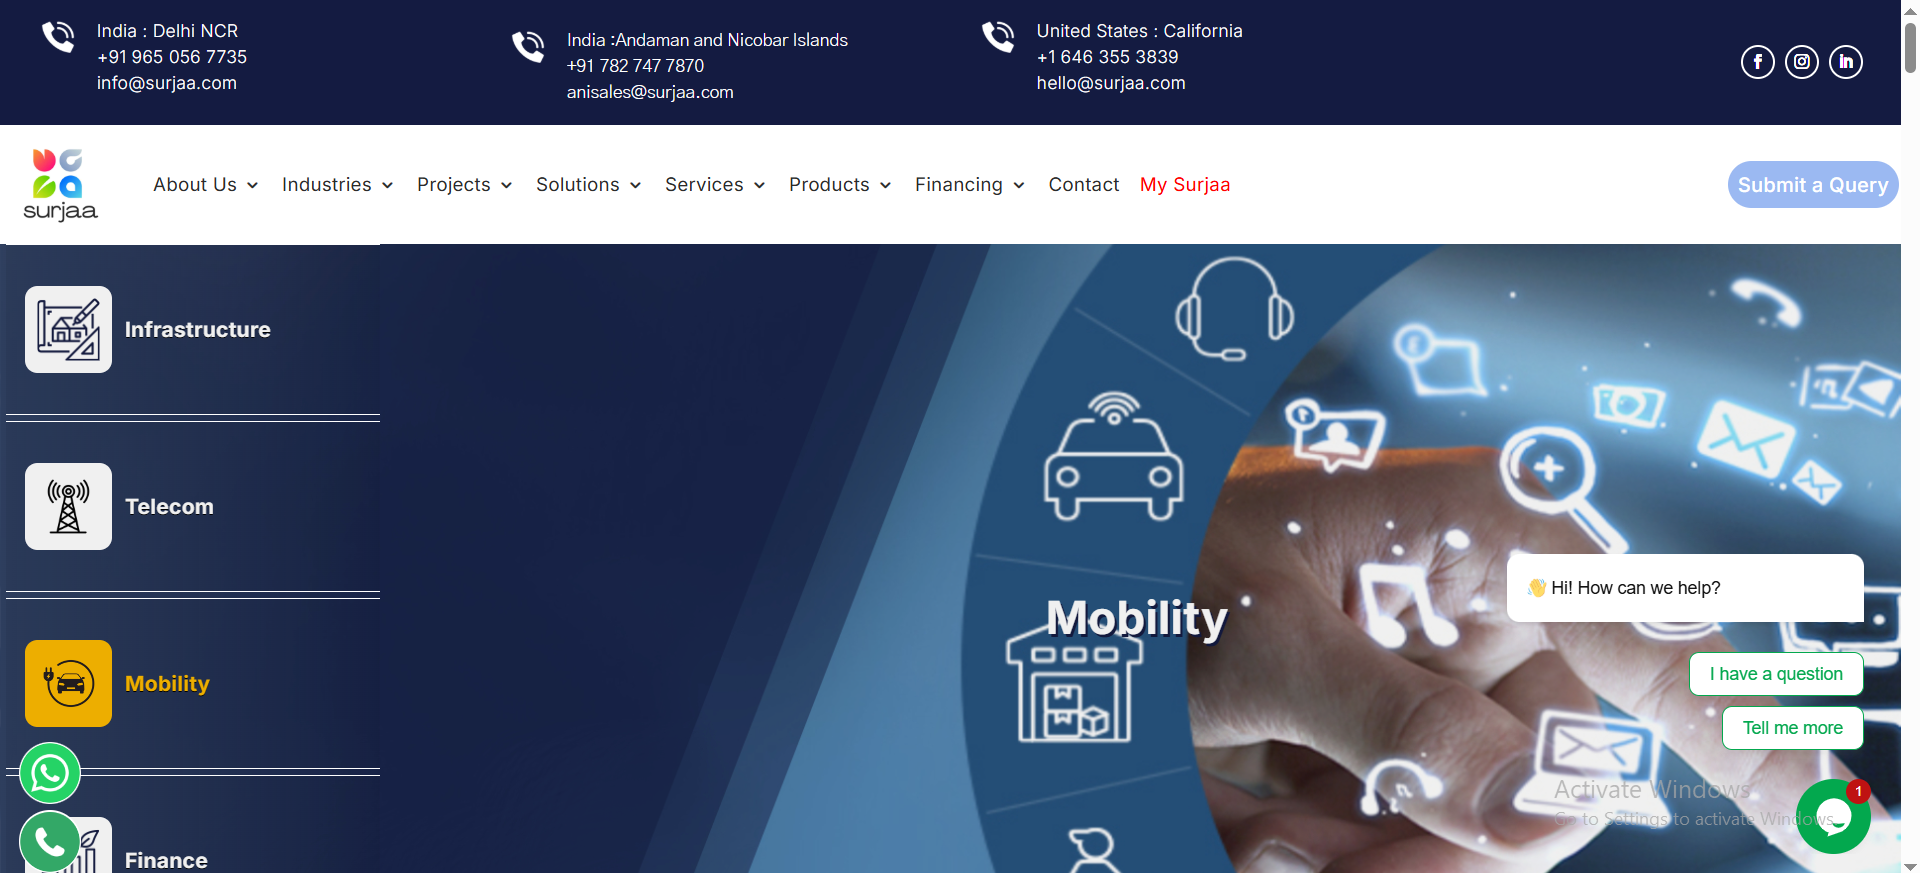 India : Delhi NCR
+91 965 056 7735
info@surjaa.com
India :Andaman and Nicobar Islands
+91 782 747 7870
anisales@surjaa.com
United States : California
+1 646 355 3839
hello@surjaa.com
surjaa
About Us
Industries
Projects
Solutions
Services
Products
Financing
Contact
My Surjaa
Submit a Query
Infrastructure
Telecom
Mobility
Finance
Mobility
👋 Hi! How can we help?
I have a question
Tell me more
1
Activate Windows
Go to Settings to activate Windows.